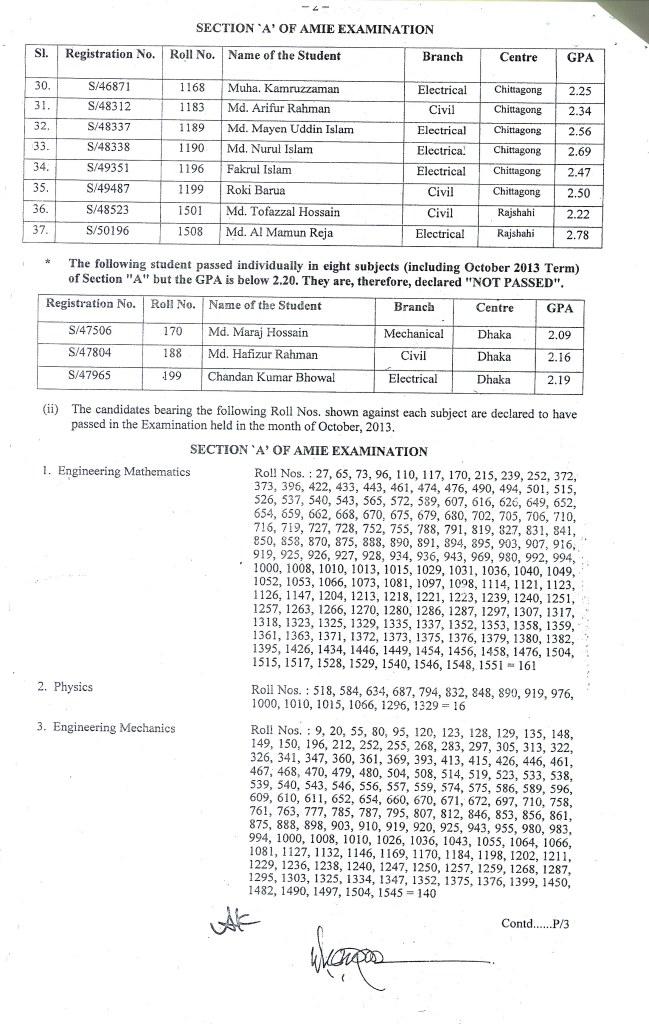 - 2 -
SECTION `A' OF AMIE EXAMINATION
Sl. Registration No. Roll No. Name of the Student Branch Centre GPA
30. S/46871 1168 Muha. Kamruzzaman Electrical Chittagong 2.25
31. S/48312 1183 Md. Arifur Rahman Civil Chittagong 2.34
32. S/48337 1189 Md. Mayen Uddin Islam Electrical Chittagong 2.56
33. S/48338 1190 Md. Nurul Islam Electrical Chittagong 2.69
34. S/49351 1196 Fakrul Islam Electrical Chittagong 2.47
35. S/49487 1199 Roki Barua Civil Chittagong 2.50
36. S/48523 1501 Md. Tofazzal Hossain Civil Rajshahi 2.22
37. S/50196 1508 Md. Al Mamun Reja Electrical Rajshahi 2.78
* The following student passed individually in eight subjects (including October 2013 Term)
of Section "A" but the GPA is below 2.20. They are, therefore, declared "NOT PASSED".
Registration No. Roll No. Name of the Student Branch Centre GPA
S/47506 170 Md. Maraj Hossain Mechanical Dhaka 2.09
S/47804 188 Md. Hafizur Rahman Civil Dhaka 2.16
S/47965 199 Chandan Kumar Bhowal Electrical Dhaka 2.19
(ii) The candidates bearing the following Roll Nos. shown against each subject are declared to have
passed in the Examination held in the month of October, 2013.
SECTION `A' OF AMIE EXAMINATION
1. Engineering Mathematics Roll Nos. : 27, 65, 73, 96, 110, 117, 170, 215, 239, 252, 372,
373, 396, 422, 433, 443, 461, 474, 476, 490, 494, 501, 515,
526, 537, 540, 543, 565, 572, 589, 607, 616, 626, 649, 652,
654, 659, 662, 668, 670, 675, 679, 680, 702, 705, 706, 710,
716, 719, 727, 728, 752, 755, 788, 791, 819, 827, 831, 841,
850, 858, 870, 875, 888, 890, 891, 894, 895, 903, 907, 916,
919, 925, 926, 927, 928, 934, 936, 943, 969, 980, 992, 994,
1000, 1008, 1010, 1013, 1015, 1029, 1031, 1036, 1040, 1049,
1052, 1053, 1066, 1073, 1081, 1097, 1098, 1114, 1121, 1123,
1126, 1147, 1204, 1213, 1218, 1221, 1223, 1239, 1240, 1251,
1257, 1263, 1266, 1270, 1280, 1286, 1287, 1297, 1307, 1317,
1318, 1323, 1325, 1329, 1335, 1337, 1352, 1353, 1358, 1359,
1361, 1363, 1371, 1372, 1373, 1375, 1376, 1379, 1380, 1382,
1395, 1426, 1434, 1446, 1449, 1454, 1456, 1458, 1476, 1504,
1515, 1517, 1528, 1529, 1540, 1546, 1548, 1551 = 161
2. Physics Roll Nos. : 518, 584, 634, 687, 794, 832, 848, 890, 919, 976,
1000, 1010, 1015, 1066, 1296, 1329 = 16
3. Engineering Mechanics Roll Nos. : 9, 20, 55, 80, 95, 120, 123, 128, 129, 135, 148,
149, 150, 196, 212, 252, 255, 268, 283, 297, 305, 313, 322,
326, 341, 347, 360, 361, 369, 393, 413, 415, 426, 446, 461,
467, 468, 470, 479, 480, 504, 508, 514, 519, 523, 533, 538,
539, 540, 543, 546, 556, 557, 559, 574, 575, 586, 589, 596,
609, 610, 611, 652, 654, 660, 670, 671, 672, 697, 710, 758,
761, 763, 777, 785, 787, 795, 807, 812, 846, 853, 856, 861,
875, 888, 898, 903, 910, 919, 920, 925, 943, 955, 980, 983,
994, 1000, 1008, 1010, 1026, 1036, 1043, 1055, 1064, 1066,
1081, 1127, 1132, 1146, 1169, 1170, 1184, 1198, 1202, 1211,
1229, 1236, 1238, 1240, 1247, 1250, 1257, 1259, 1268, 1287,
1295, 1303, 1325, 1334, 1347, 1352, 1375, 1376, 1399, 1450,
1482, 1490, 1497, 1504, 1545 = 140
Contd......P/3